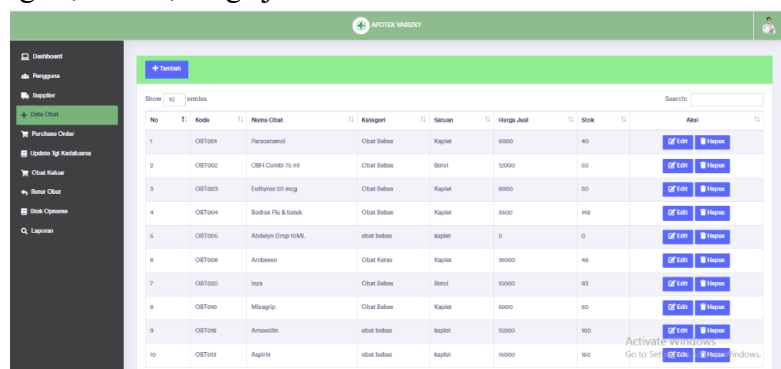 APOTEK VARIZKY
Dashboard
Pengguna
Supplier
Data Obat
Purchase Order
Update Tgl Kadaluarsa
Obat Keluar
Retur Obat
Stok Opname
Laporan
Tambah
Show 10 entries
Search:
No Kode Nama Obat Kategori Satuan Harga Jual Stok Aksi
1 OBT001 Paracetamol Obat Bebas Kaplet 6000 40 Edit Hapus
2 OBT002 OBH Combi 75 ml Obat Bebas Botol 12000 50 Edit Hapus
3 OBT003 Euthyrox 50 mcg Obat Bebas Kaplet 8000 50 Edit Hapus
4 OBT004 Bodrex Flu & batuk Obat Bebas Kaplet 3500 148 Edit Hapus
5 OBT005 Abdelyn Drop 10ML obat bebas kaplet 0 0 Edit Hapus
6 OBT006 Ambeven Obat Keras Kaplet 16000 46 Edit Hapus
7 OBT020 Inza Obat Bebas Botol 15000 93 Edit Hapus
8 OBT010 Mixagrip Obat Bebas Kaplet 5000 50 Edit Hapus
9 Amoxcilin obat bebas kaplet 15000 100 Edit Hapus
10 OBT013 Aspirin obat bebas kaplet 15000 150 Edit Hapus
Activate Windows
Go to Windows.